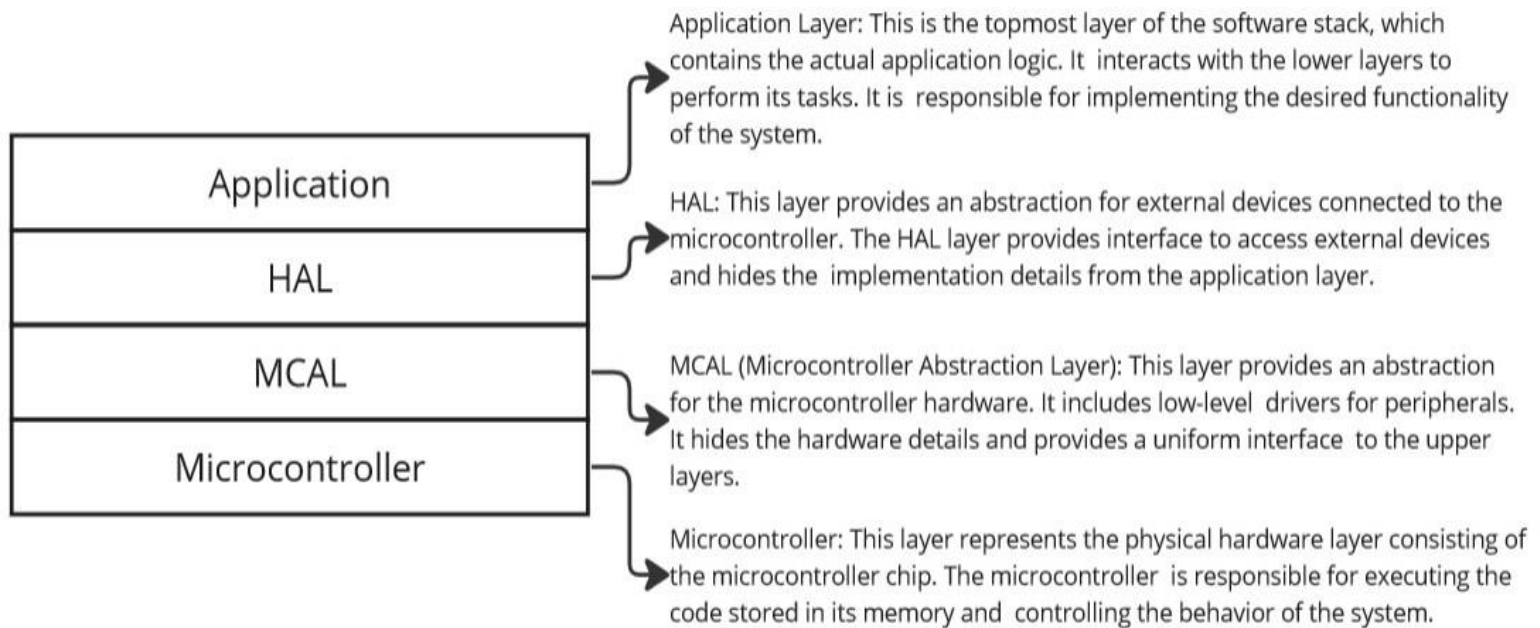 Application Layer: This is the topmost layer of the software stack, which
contains the actual application logic. It interacts with the lower layers to
perform its tasks. It is responsible for implementing the desired functionality
of the system.
Application
HAL: This layer provides an abstraction for external devices connected to the
microcontroller. The HAL layer provides interface to access external devices
and hides the implementation details from the application layer.
HAL
MCAL (Microcontroller Abstraction Layer): This layer provides an abstraction
for the microcontroller hardware. It includes low-level drivers for peripherals.
It hides the hardware details and provides a uniform interface to the upper
layers.
MCAL
Microcontroller
Microcontroller: This layer represents the physical hardware layer consisting of
the microcontroller chip. The microcontroller is responsible for executing the
code stored in its memory and controlling the behavior of the system.